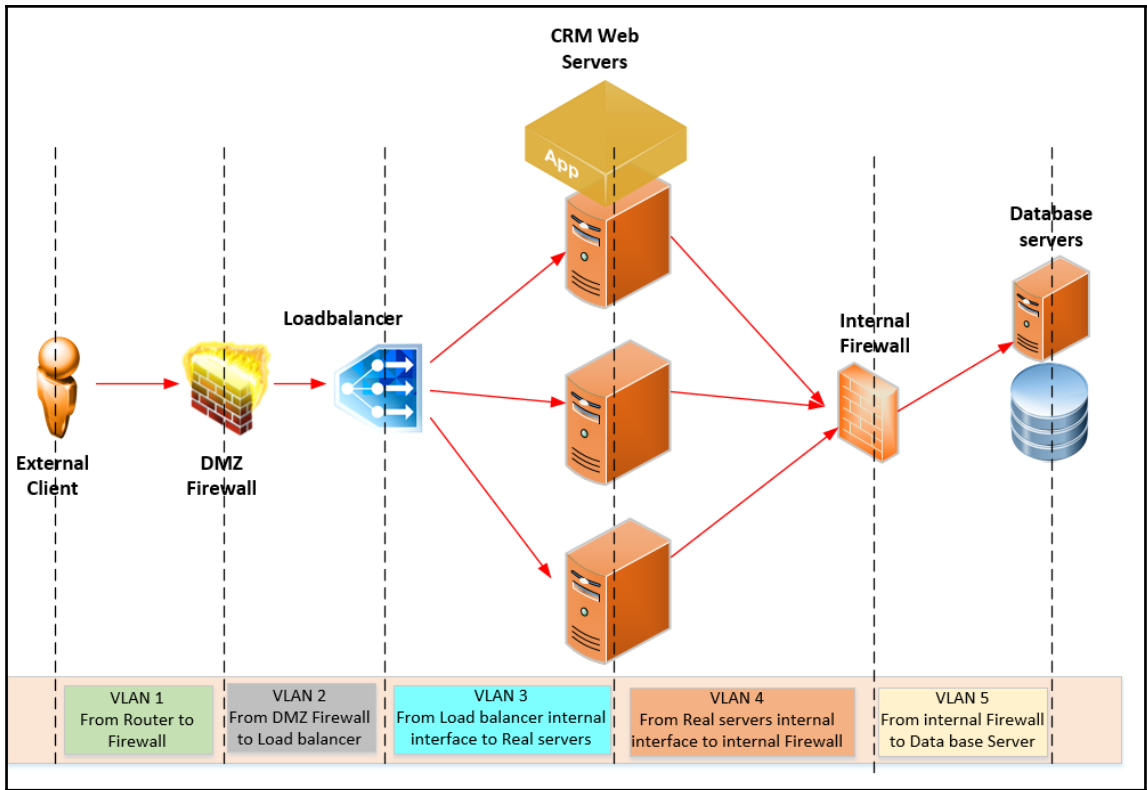 CRM Web
Servers
App
Database
servers
Loadbalancer
Internal
Firewall
External
Client
DMZ
Firewall
VLAN 1
From Router to
Firewall
VLAN 2
From DMZ Firewall
to Load balancer
VLAN 3
From Load balancer internal
interface to Real servers
VLAN 4
From Real servers internal
interface to internal Firewall
VLAN 5
From internal Firewall
to Data base Server